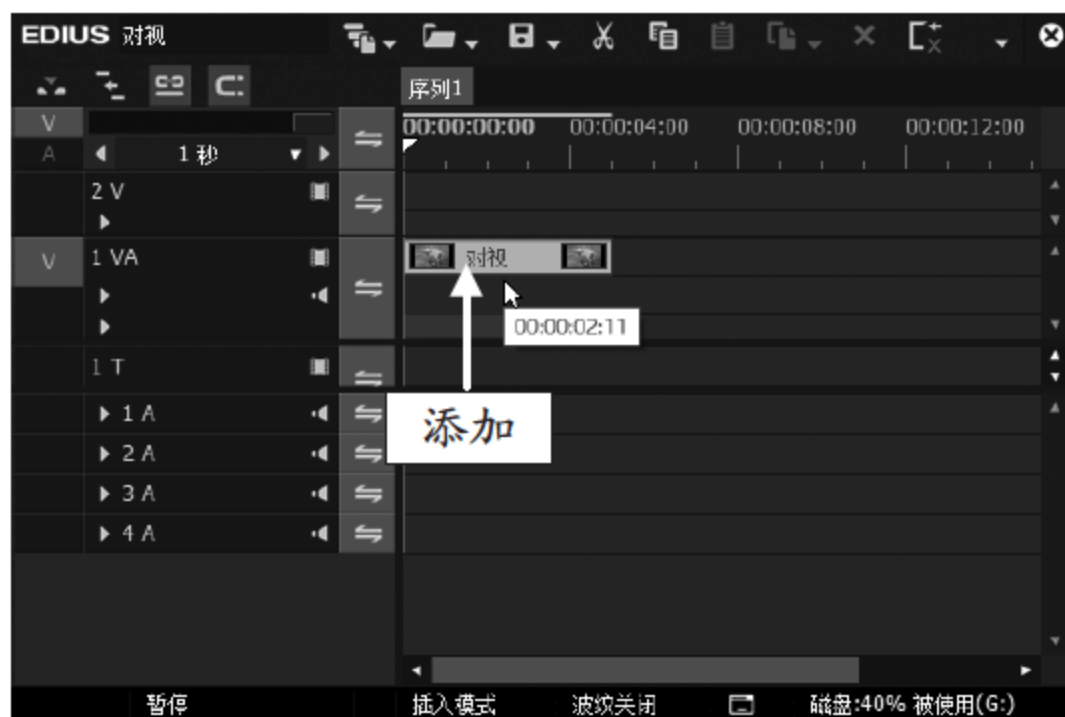 EDIUS 对视
序列1
V
A
1秒
00:00:00:00 00:00:04:00 00:00:08:00 00:00:12:00
2 V
V
1 VA
对视
00:00:02:11
1 T
添加
1 A
2 A
3 A
4 A
暂停 插入模式 波纹关闭 磁盘:40% 被使用(G:)